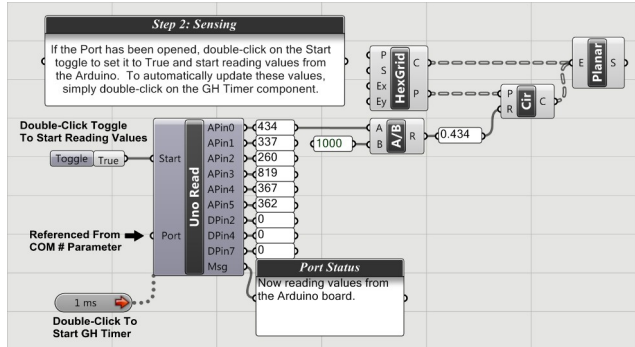 Step 2: Sensing
If the Port has been opened, double-click on the Start
toggle to set it to True and start reading values from
the Arduino. To automatically update these values,
simply double-click on the GH Timer component.
P
S
Ex
Ey
HexGrid
C
P
E
Planar
S
P
R
Cir
C
Double-Click Toggle
To Start Reading Values
Toggle True
Start
Port
Uno Read
APin0 434
APin1 337
APin2 260
APin3 819
APin4 367
APin5 362
DPin2 0
DPin4 0
DPin7 0
Msg
1000
A
B
A/B
R
0.434
Referenced From
COM # Parameter
Port Status
Now reading values from
the Arduino board.
1 ms
Double-Click To
Start GH Timer